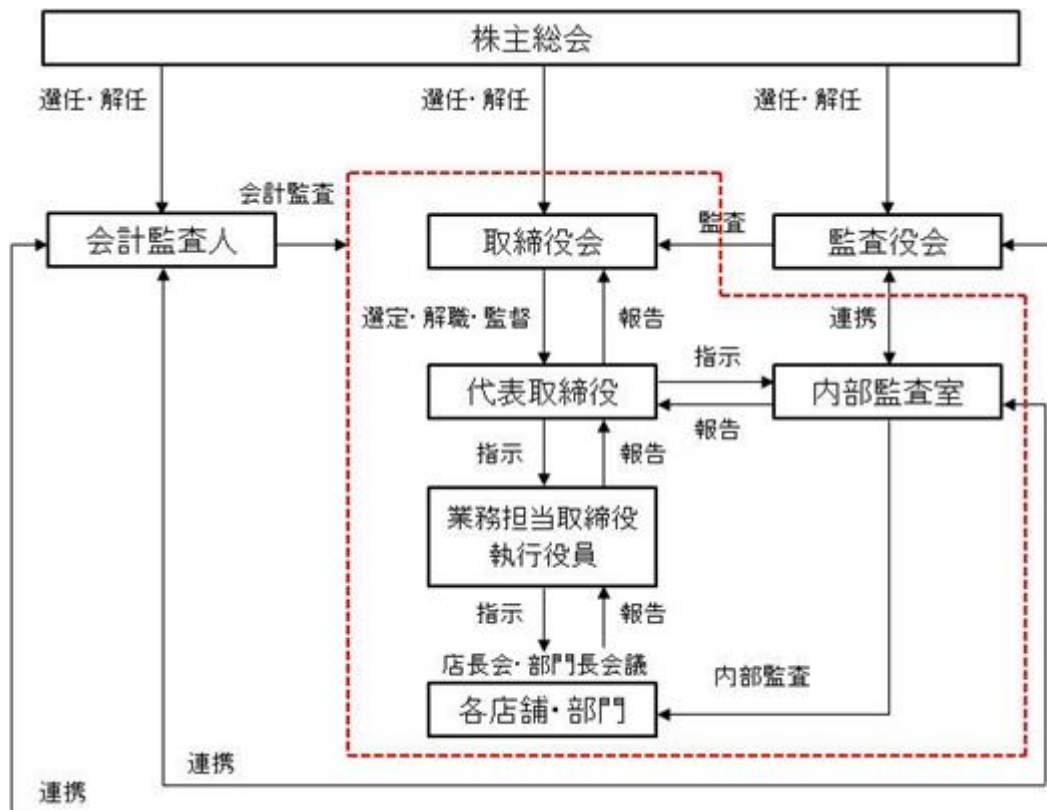 株主総会
選任・解任
選任・解任
選任・解任
会計監査
会計監査人
取締役会
監査
監査役会
選定・解職・監督
報告
連携
指示
代表取締役
内部監査室
報告
指示
報告
業務担当取締役
執行役員
指示
報告
店長会・部門長会議
内部監査
各店舗・部門
連携
連携